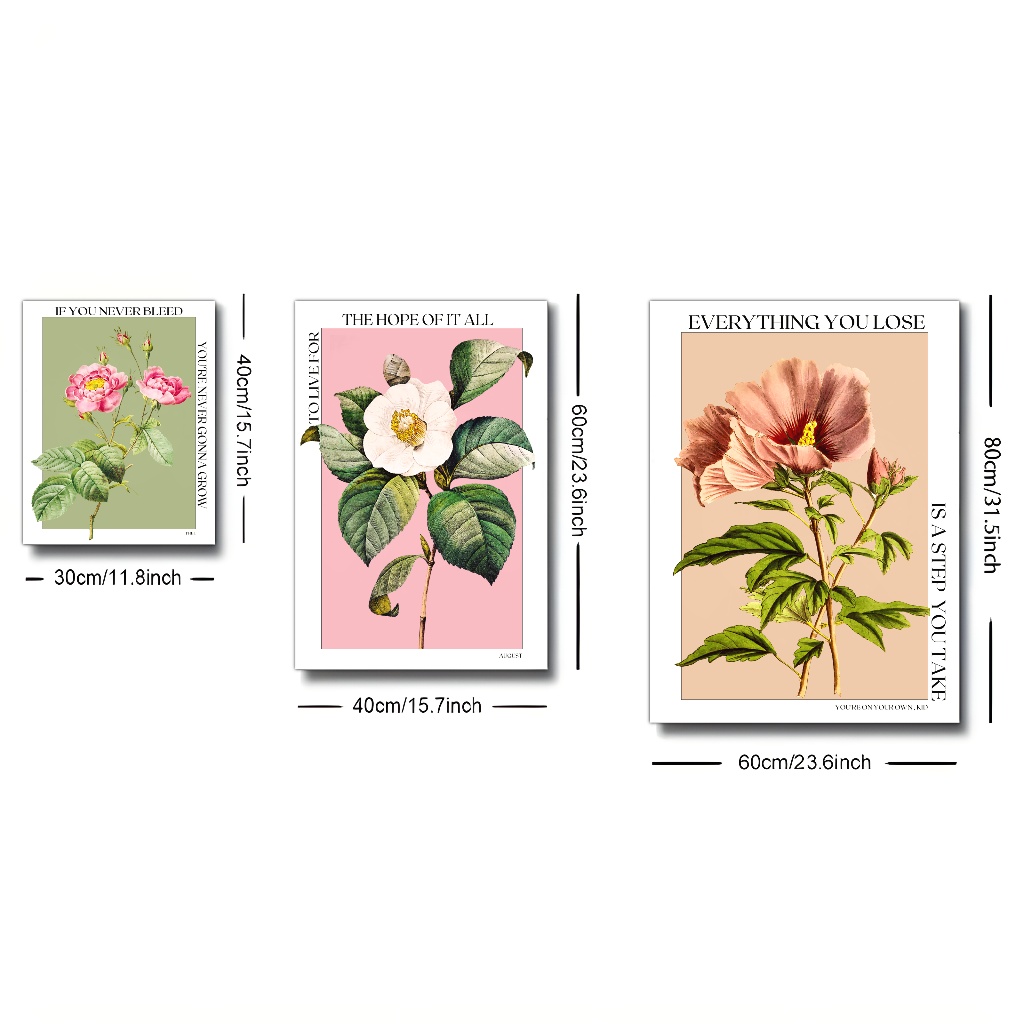 IF YOU NEVER BLEED
YOU'RE NEVER GONNA GROW
40cm/15.7inch
30cm/11.8inch
THE HOPE OF IT ALL
TO LIVE FOR
AUGUST
60cm/23.6inch
40cm/15.7inch
EVERYTHING YOU LOSE
IS A STEP YOU TAKE
YOU'RE ON YOUR OWN, KID
80cm/31.5inch
60cm/23.6inch